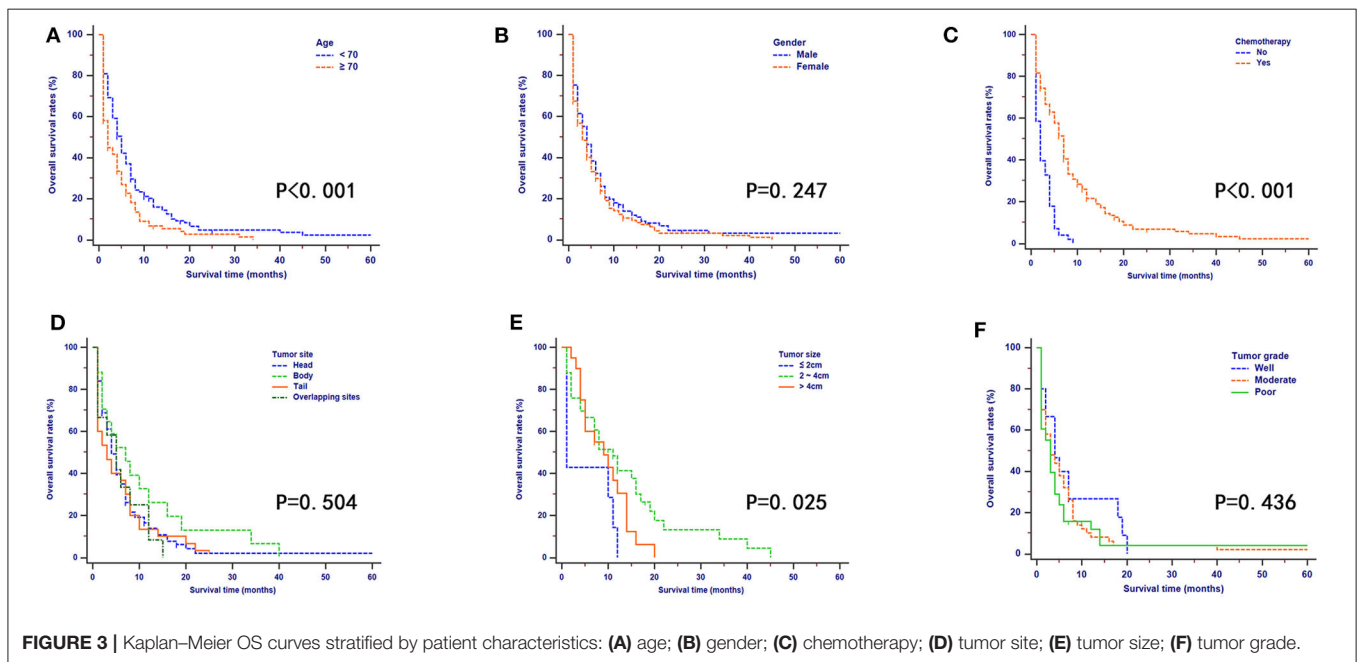 A
Age
< 70
≥ 70
Overall survival rates (%)
100
80
60
40
20
0
P<0.001
0 10 20 30 40 50 60
Survival time (months)
B
Gender
Male
Female
Overall survival rates (%)
100
80
60
40
20
0
P=0.247
0 10 20 30 40 50 60
Survival time (months)
C
Chemotherapy
No
Yes
Overall survival rates (%)
100
80
60
40
20
0
P<0.001
0 10 20 30 40 50 60
Survival time (months)
D
Tumor site
Head
Body
Tail
Overlapping sites
Overall survival rates (%)
100
80
60
40
20
0
P=0.504
0 10 20 30 40 50 60
Survival time (months)
E
Tumor size
≤ 2cm
2 ~ 4cm
> 4cm
Overall survival rates (%)
100
80
60
40
20
0
P=0.025
0 10 20 30 40 50 60
Survival time (months)
F
Tumor grade
Well
Moderate
Poor
Overall survival rates (%)
100
80
60
40
20
0
P=0.436
0 10 20 30 40 50 60
Survival time (months)
FIGURE 3 | Kaplan–Meier OS curves stratified by patient characteristics: (A) age; (B) gender; (C) chemotherapy; (D) tumor site; (E) tumor size; (F) tumor grade.